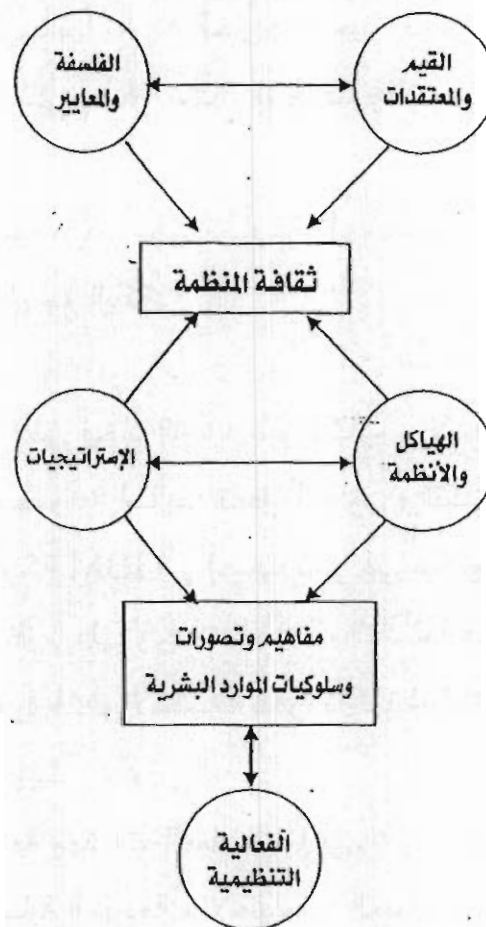 القيم
والمعتقدات
الفلسفة
والمعايير
ثقافة المنظمة
الهياكل
والأنظمة
الإستراتيجيات
مفاهيم وتصورات
وسلوكيات الموارد البشرية
الفعالية
التنظيمية